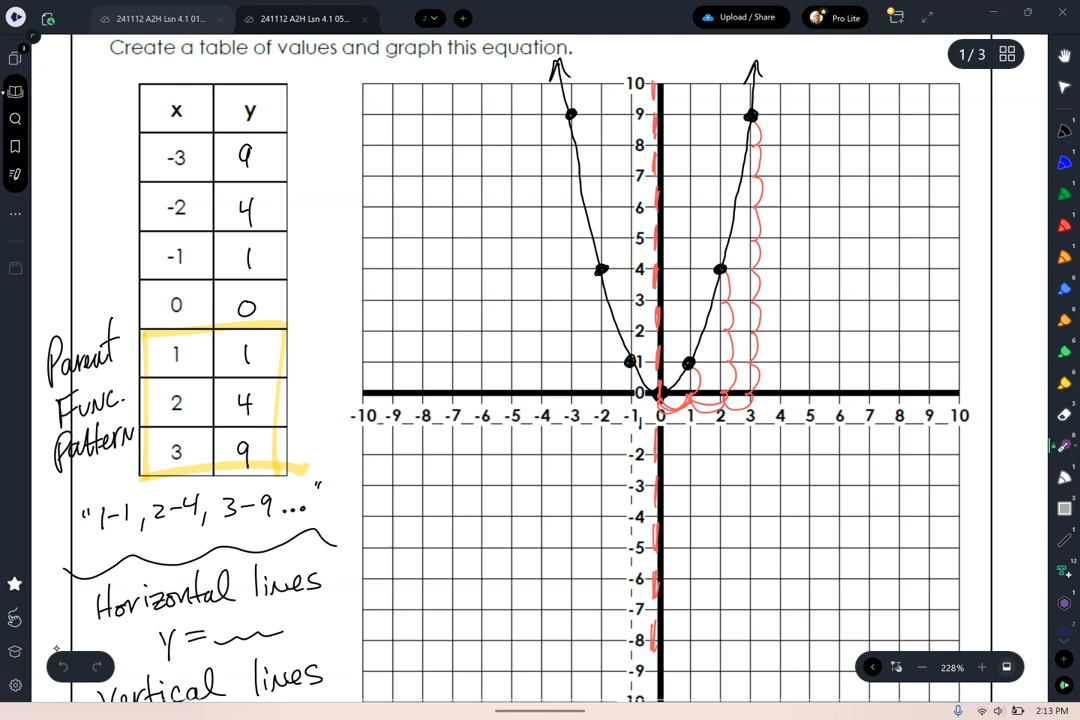 241112 A2H Lsn 4.1 01...
241112 A2H Lsn 4.1 05...
2
Upload / Share
Pro Lite
3
Create a table of values and graph this equation.
1 / 3
x y
-3 9
-2 4
-1 1
0 0
1 1
2 4
3 9
Parent
Func.
Pattern
"1-1, 2-4, 3-9 ..."
Horizontal lines
y =
Vertical lines
10
9
8
7
6
5
4
3
2
1
0
-10 -9 -8 -7 -6 -5 -4 -3 -2 -1 0 1 2 3 4 5 6 7 8 9 10
-1
-2
-3
-4
-5
-6
-7
-8
-9
228%
2:13 PM